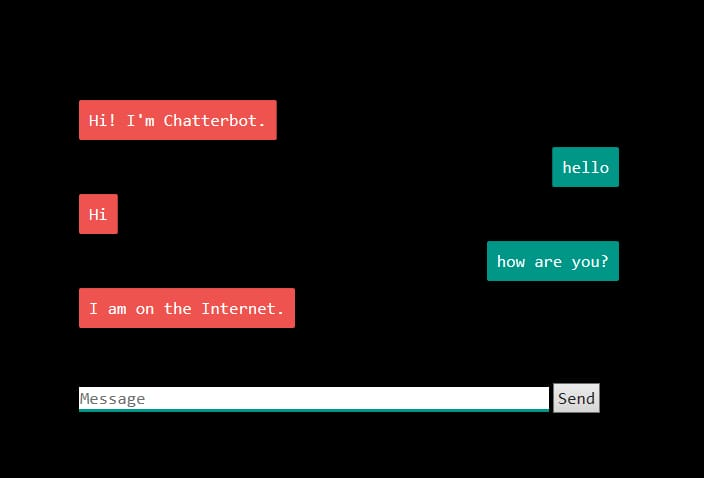 Hi! I'm Chatterbot.
hello
Hi
how are you?
I am on the Internet.
Message Send